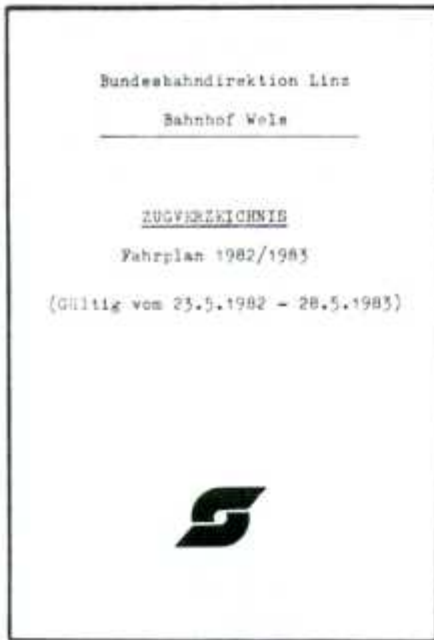 Bundesbahndirektion Linz
Bahnhof Wels
ZUGVERZEICHNIS
Fahrplan 1982/1983
(Gültig vom 23.5.1982 - 28.5.1983)